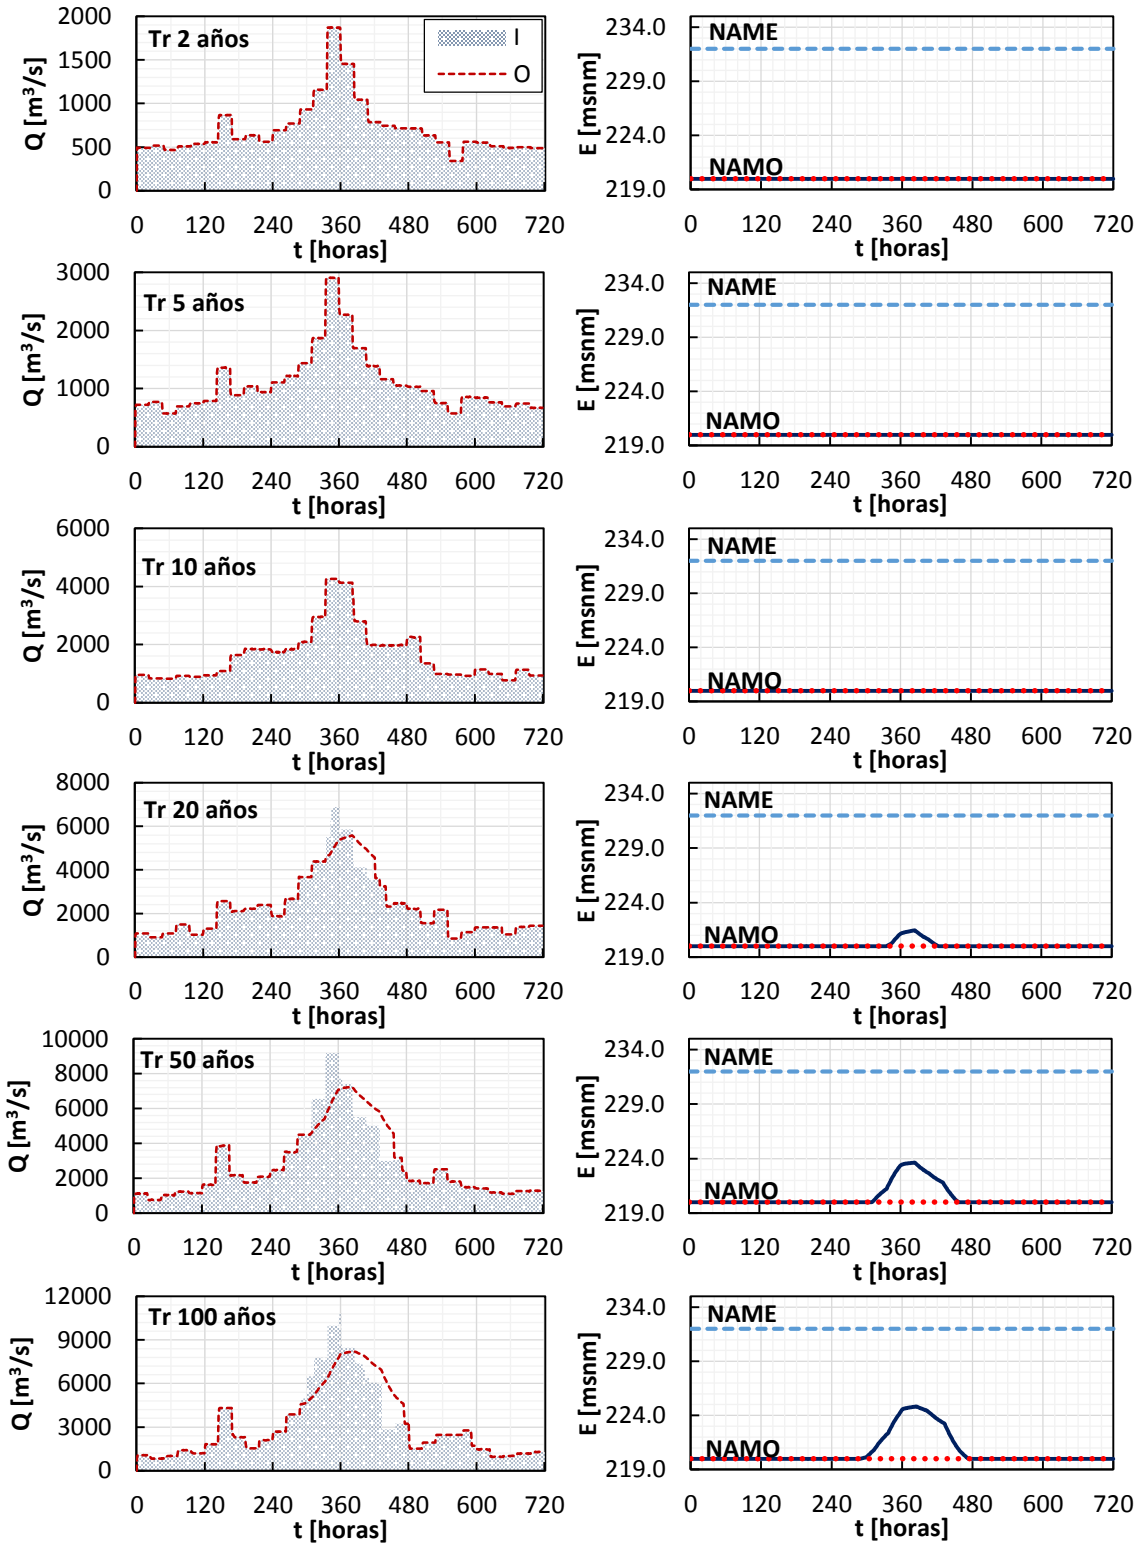 Tr 2 años
I
O
Q [m³/s]
2000
1500
1000
500
0
0 120 240 360 480 600 720
t [horas]
E [msnm]
234.0
229.0
224.0
219.0
NAME
NAMO
0 120 240 360 480 600 720
t [horas]
Tr 5 años
Q [m³/s]
3000
2000
1000
0
0 120 240 360 480 600 720
t [horas]
E [msnm]
234.0
229.0
224.0
219.0
NAME
NAMO
0 120 240 360 480 600 720
t [horas]
Tr 10 años
Q [m³/s]
6000
4000
2000
0
0 120 240 360 480 600 720
t [horas]
E [msnm]
234.0
229.0
224.0
219.0
NAME
NAMO
0 120 240 360 480 600 720
t [horas]
Tr 20 años
Q [m³/s]
8000
6000
4000
2000
0
0 120 240 360 480 600 720
t [horas]
E [msnm]
234.0
229.0
224.0
219.0
NAME
NAMO
0 120 240 360 480 600 720
t [horas]
Tr 50 años
Q [m³/s]
10000
8000
6000
4000
2000
0
0 120 240 360 480 600 720
t [horas]
E [msnm]
234.0
229.0
224.0
219.0
NAME
NAMO
0 120 240 360 480 600 720
t [horas]
Tr 100 años
Q [m³/s]
12000
9000
6000
3000
0
0 120 240 360 480 600 720
t [horas]
E [msnm]
234.0
229.0
224.0
219.0
NAME
NAMO
0 120 240 360 480 600 720
t [horas]